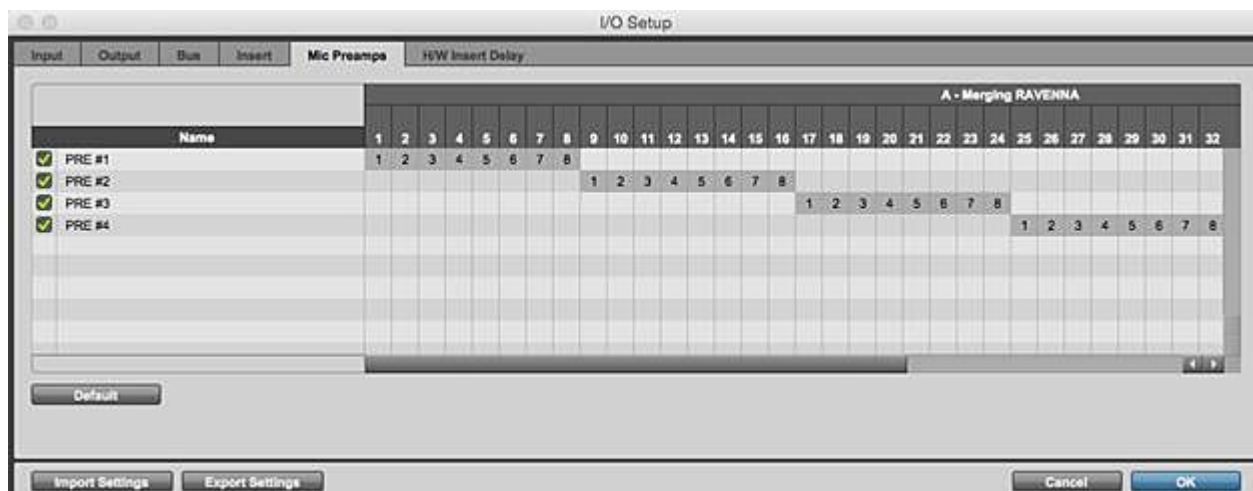 I/O Setup
Input Output Bus Insert Mic Preamps H/W Insert Delay
A - Merging RAVENNA
Name 1 2 3 4 5 6 7 8 9 10 11 12 13 14 15 16 17 18 19 20 21 22 23 24 25 26 27 28 29 30 31 32
PRE #1 1 2 3 4 5 6 7 8
PRE #2 1 2 3 4 5 6 7 8
PRE #3 1 2 3 4 5 6 7 8
PRE #4 1 2 3 4 5 6 7 8
Default
Import Settings Export Settings Cancel OK